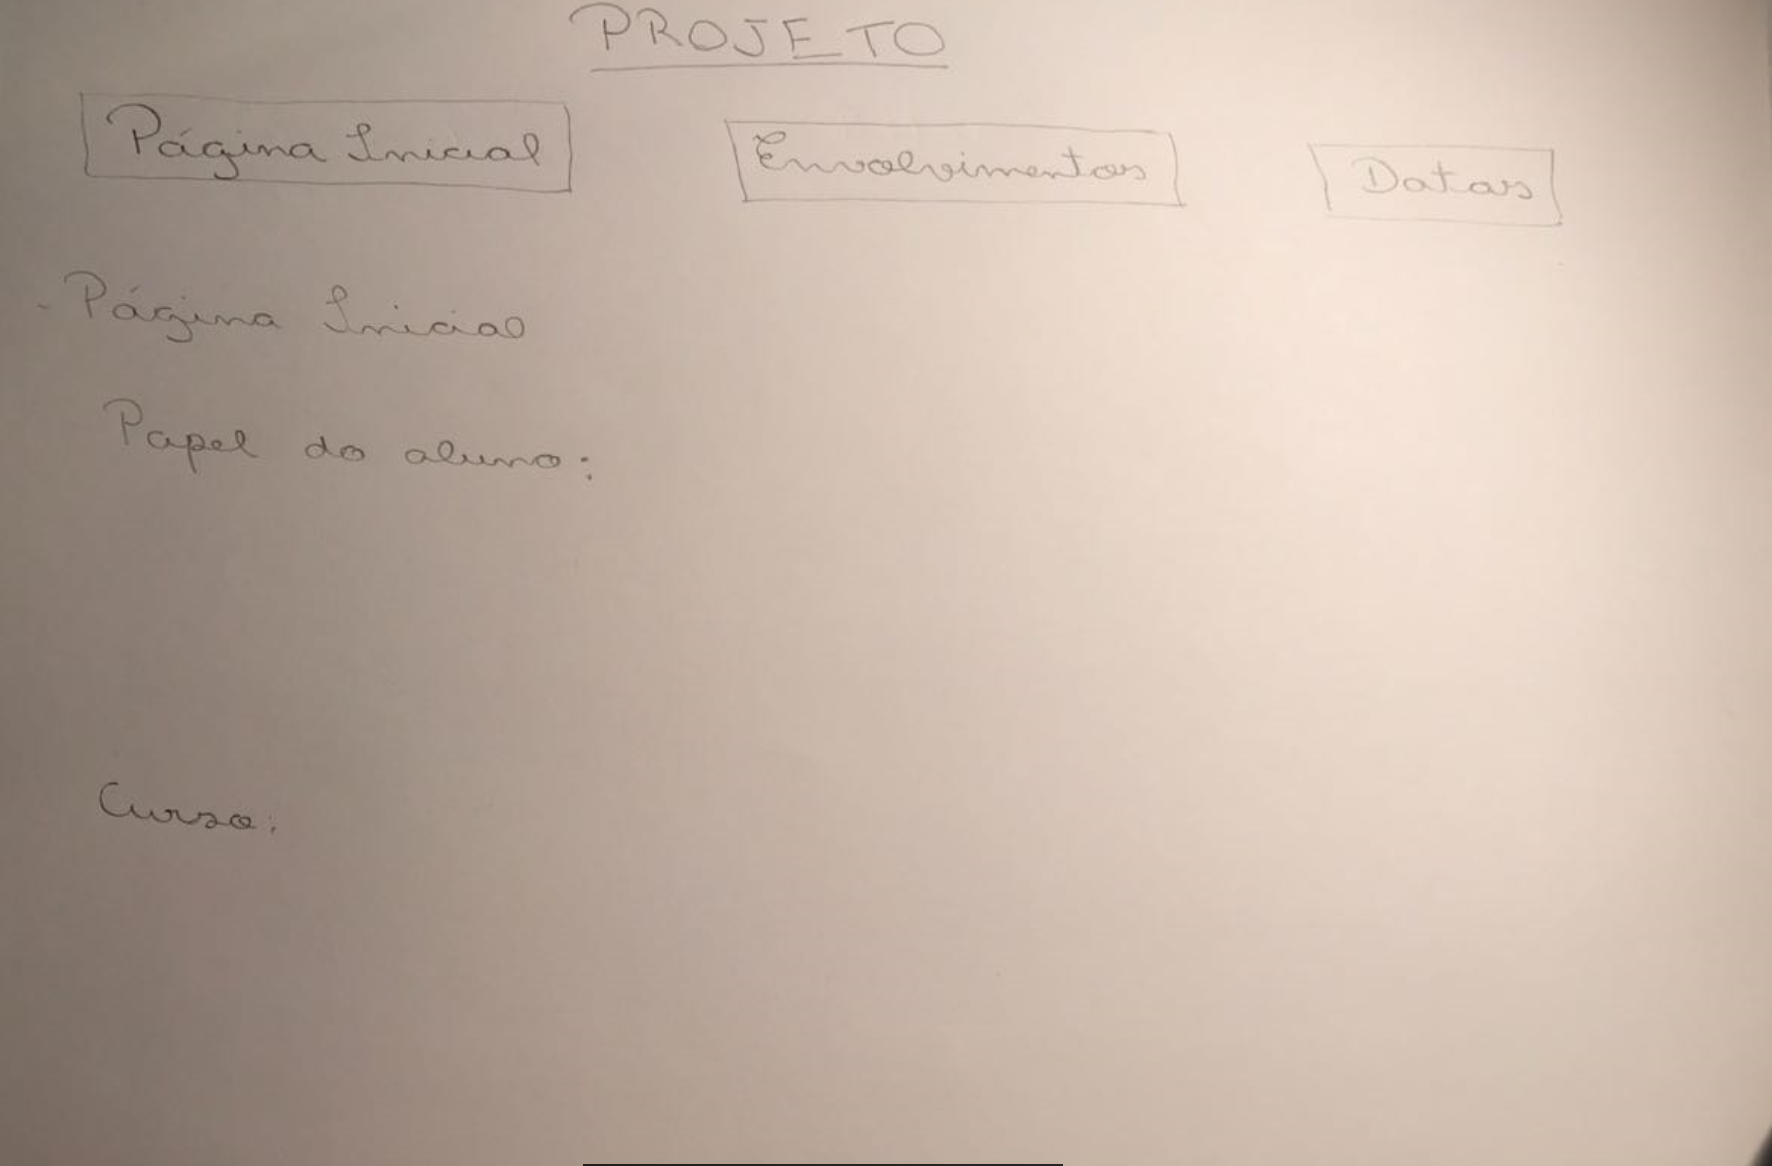 PROJETO
Página Inicial Envolvimentos Datas
- Página Inicial
Papel do aluno:
Curso: